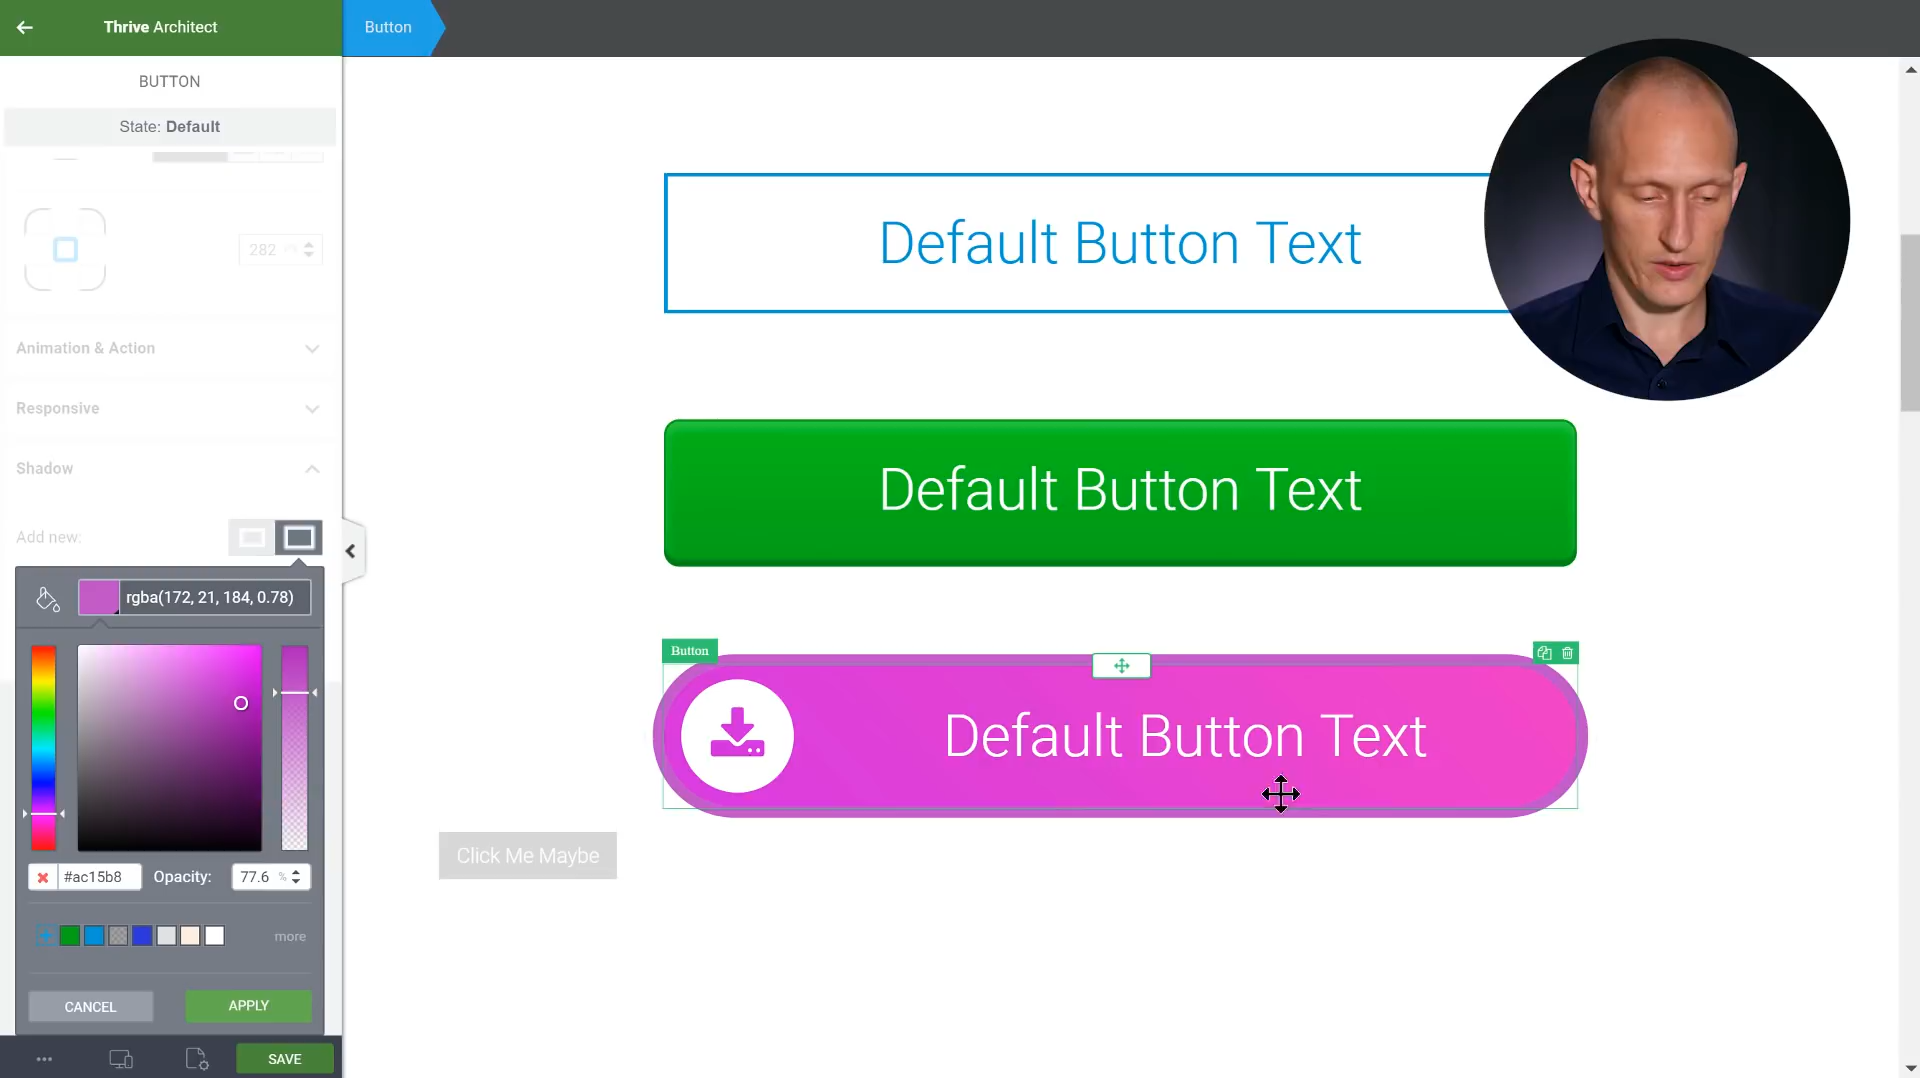 Thrive Architect
Button
BUTTON
State: Default
282
Animation & Action
Responsive
Shadow
Add new:
rgba(172, 21, 184, 0.78)
#ac15b8
Opacity:
77.6 %
more
CANCEL
APPLY
SAVE
Default Button Text
Default Button Text
Button
Default Button Text
Click Me Maybe